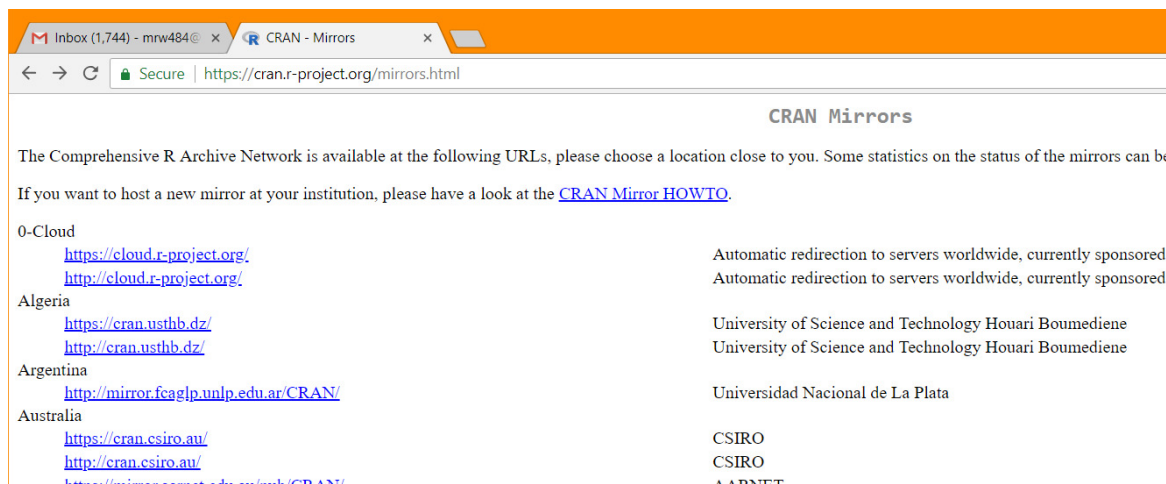 Inbox (1,744) - mrw484@
CRAN - Mirrors
Secure https://cran.r-project.org/mirrors.html
CRAN Mirrors
The Comprehensive R Archive Network is available at the following URLs, please choose a location close to you. Some statistics on the status of the mirrors can be
If you want to host a new mirror at your institution, please have a look at the CRAN Mirror HOWTO.
0-Cloud
https://cloud.r-project.org/ Automatic redirection to servers worldwide, currently sponsored
http://cloud.r-project.org/ Automatic redirection to servers worldwide, currently sponsored
Algeria
https://cran.usthb.dz/ University of Science and Technology Houari Boumediene
http://cran.usthb.dz/ University of Science and Technology Houari Boumediene
Argentina
http://mirror.fcaglp.unlp.edu.ar/CRAN/ Universidad Nacional de La Plata
Australia
https://cran.csiro.au/ CSIRO
http://cran.csiro.au/ CSIRO